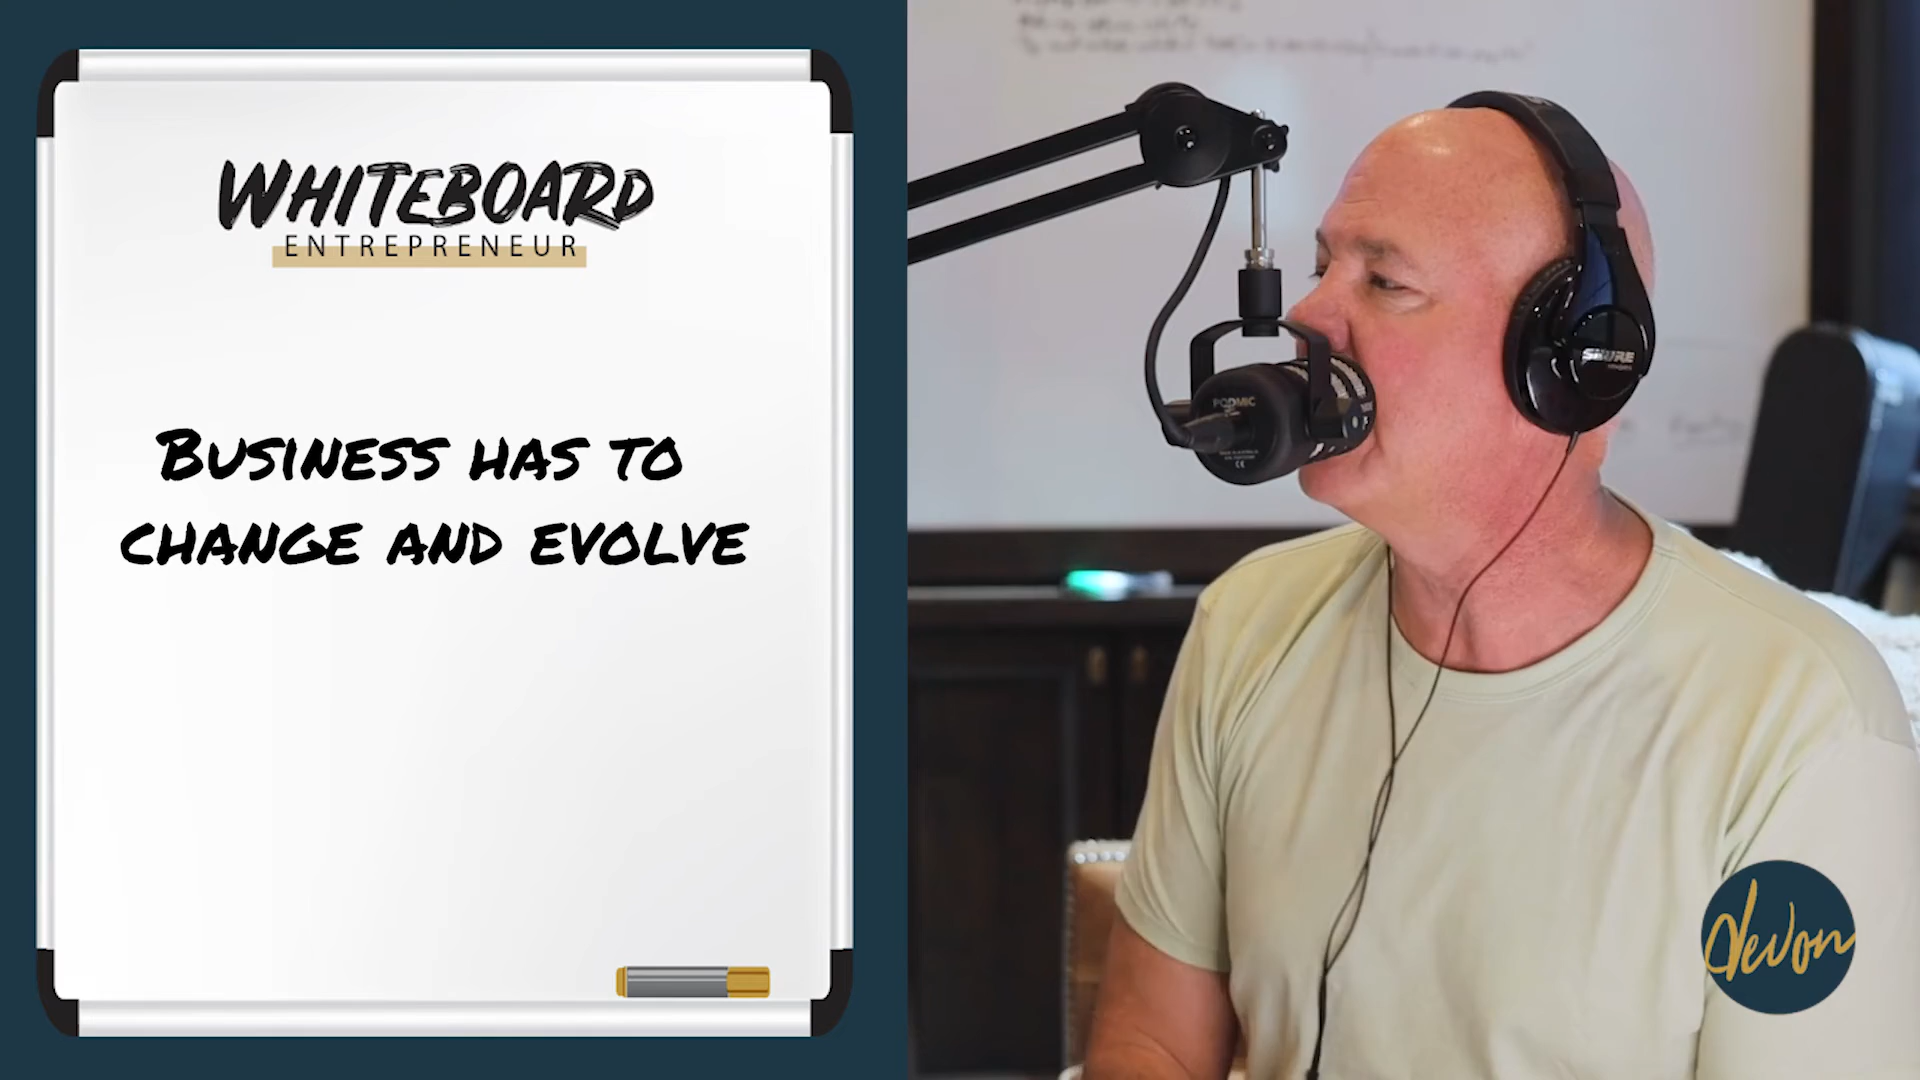 WHITEBOARD
ENTREPRENEUR
BUSINESS HAS TO
CHANGE AND EVOLVE
PODMIC
SHURE
Devon